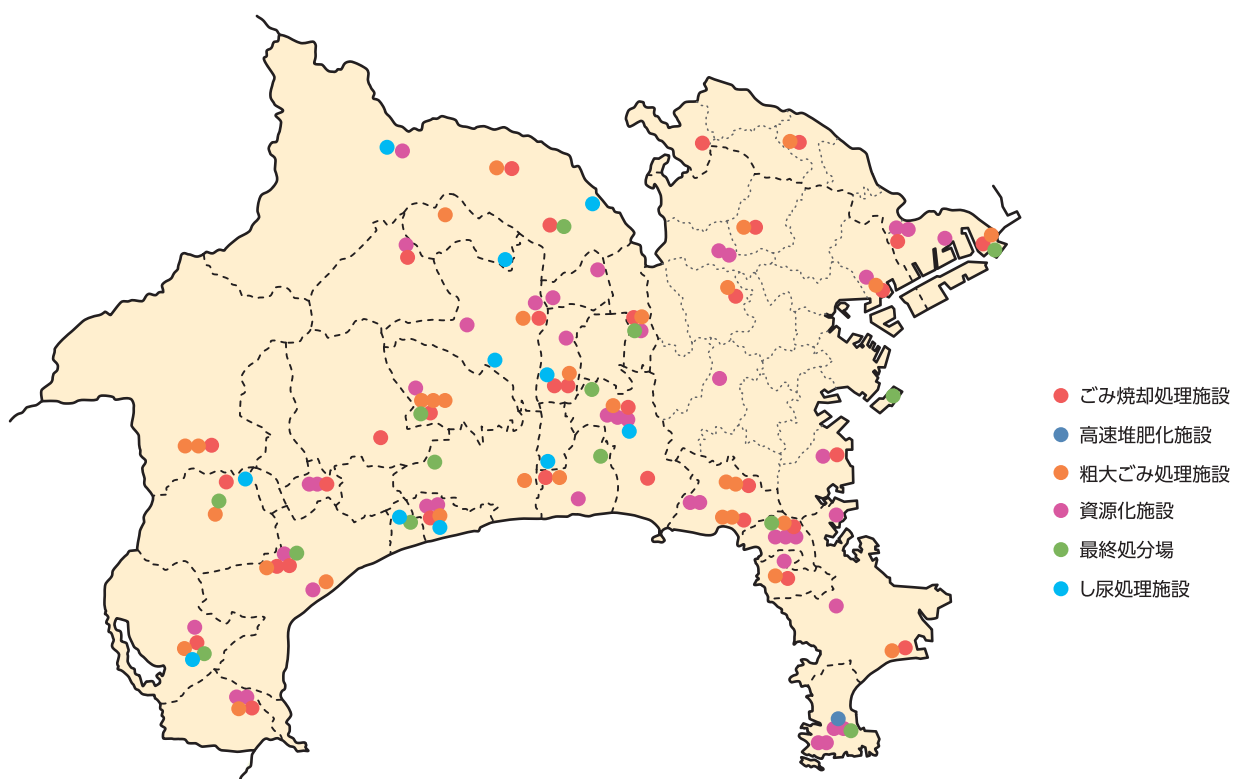 ごみ焼却処理施設
高速堆肥化施設
粗大ごみ処理施設
資源化施設
最終処分場
し尿処理施設